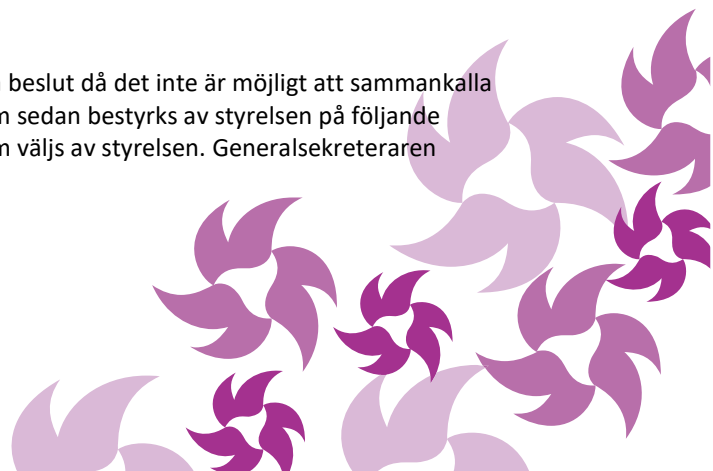 beslut då det inte är möjligt att sammankalla
sedan bestyrks av styrelsen på följande
väljs av styrelsen. Generalsekreteraren